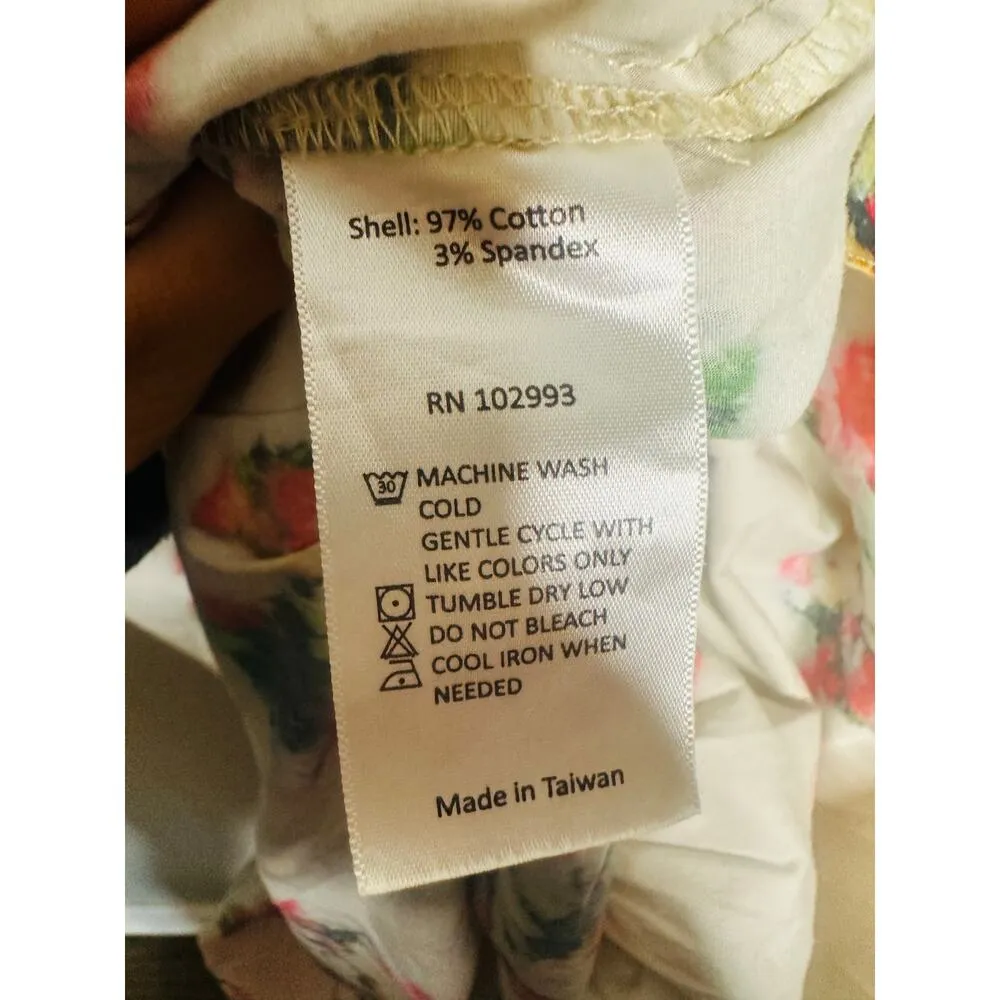 Shell: 97% Cotton
3% Spandex
RN 102993
30 MACHINE WASH
COLD
GENTLE CYCLE WITH
LIKE COLORS ONLY
TUMBLE DRY LOW
DO NOT BLEACH
COOL IRON WHEN
NEEDED
Made in Taiwan